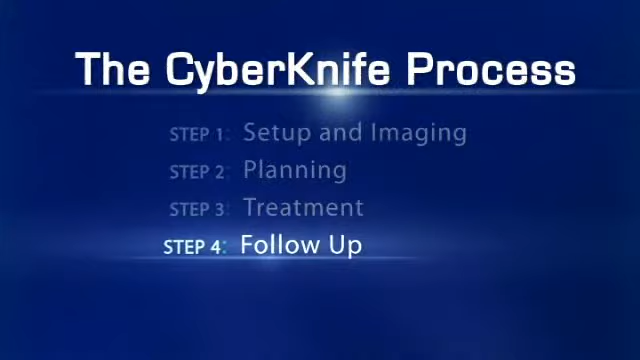 The CyberKnife Process
STEP 1: Setup and Imaging
STEP 2: Planning
STEP 3: Treatment
STEP 4: Follow Up